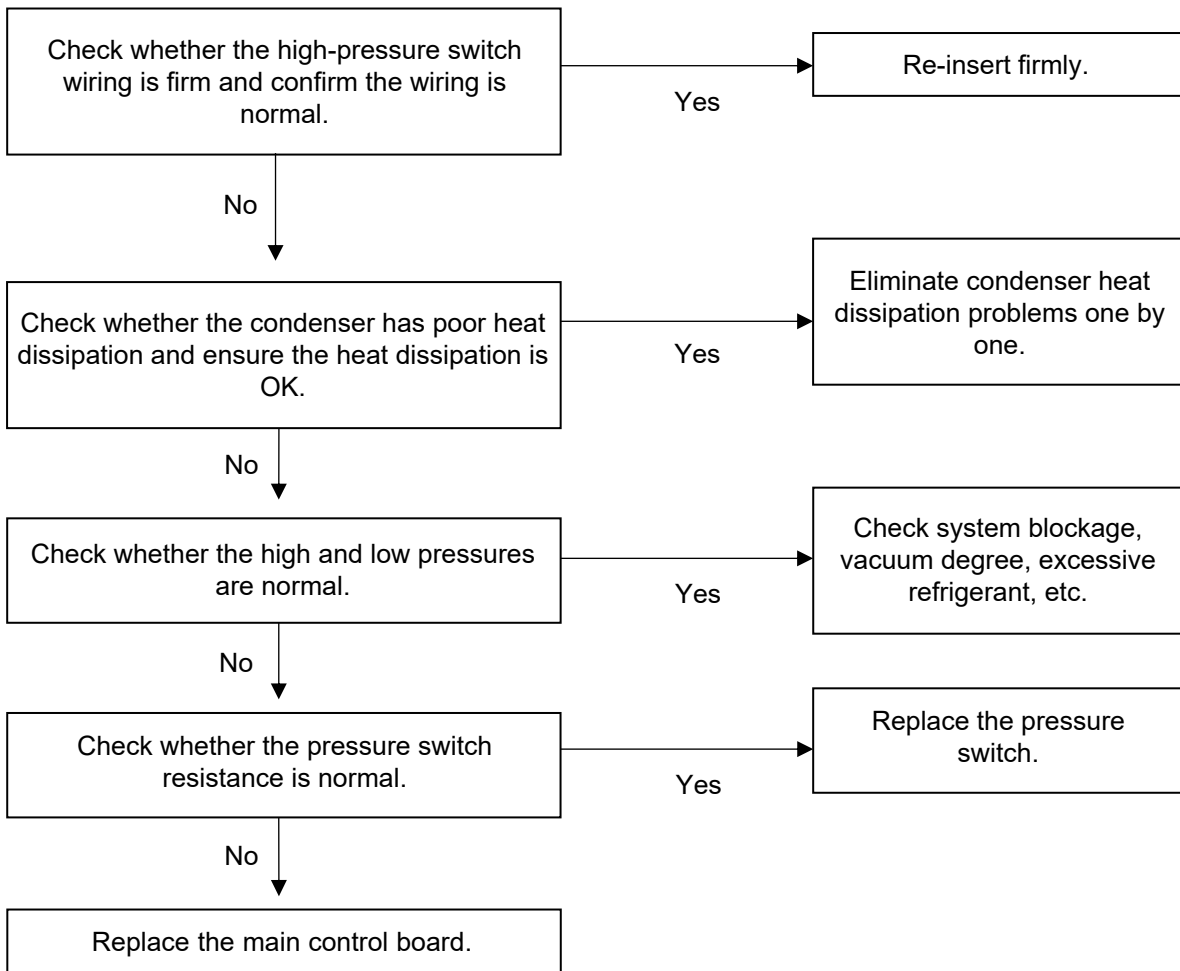 Check whether the high-pressure switch
wiring is firm and confirm the wiring is
normal.
Yes
Re-insert firmly.
No
Check whether the condenser has poor heat
dissipation and ensure the heat dissipation is
OK.
Yes
Eliminate condenser heat
dissipation problems one by
one.
No
Check whether the high and low pressures
are normal.
Yes
Check system blockage,
vacuum degree, excessive
refrigerant, etc.
No
Check whether the pressure switch
resistance is normal.
Yes
Replace the pressure
switch.
No
Replace the main control board.